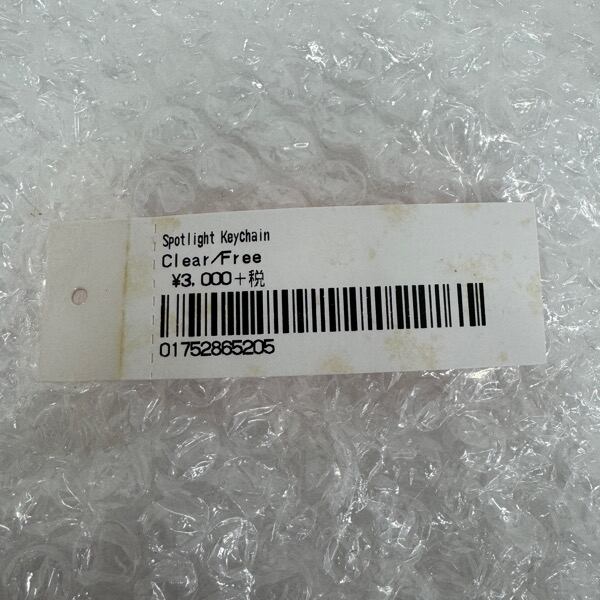 Spotlight Keychain
Clear/Free
¥3,000+税
01752865205